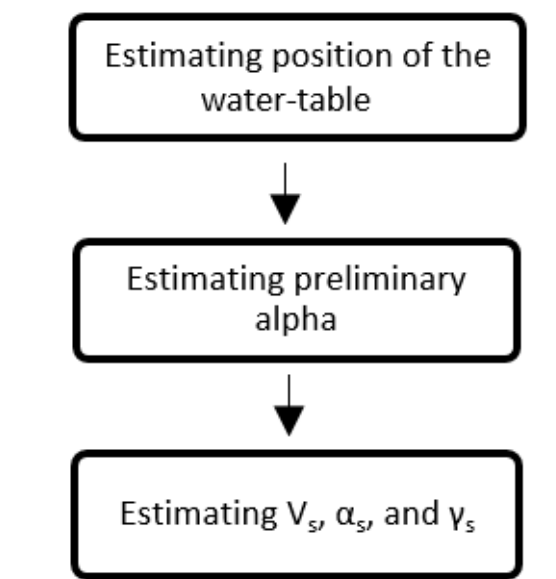 Estimating position of the
water-table
Estimating preliminary
alpha
Estimating Vₛ, αₛ, and γₛ